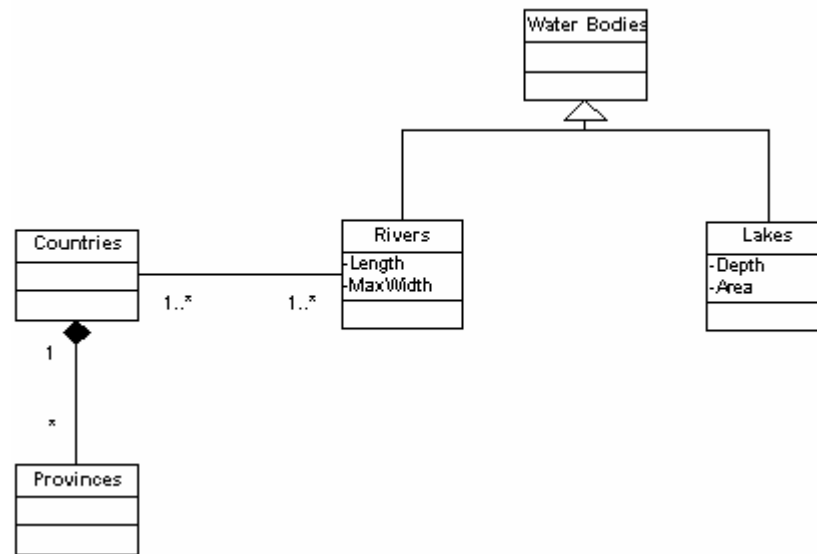 Water Bodies
Countries
Rivers
-Length
-MaxWidth
Lakes
-Depth
-Area
1..*
1..*
1
*
Provinces